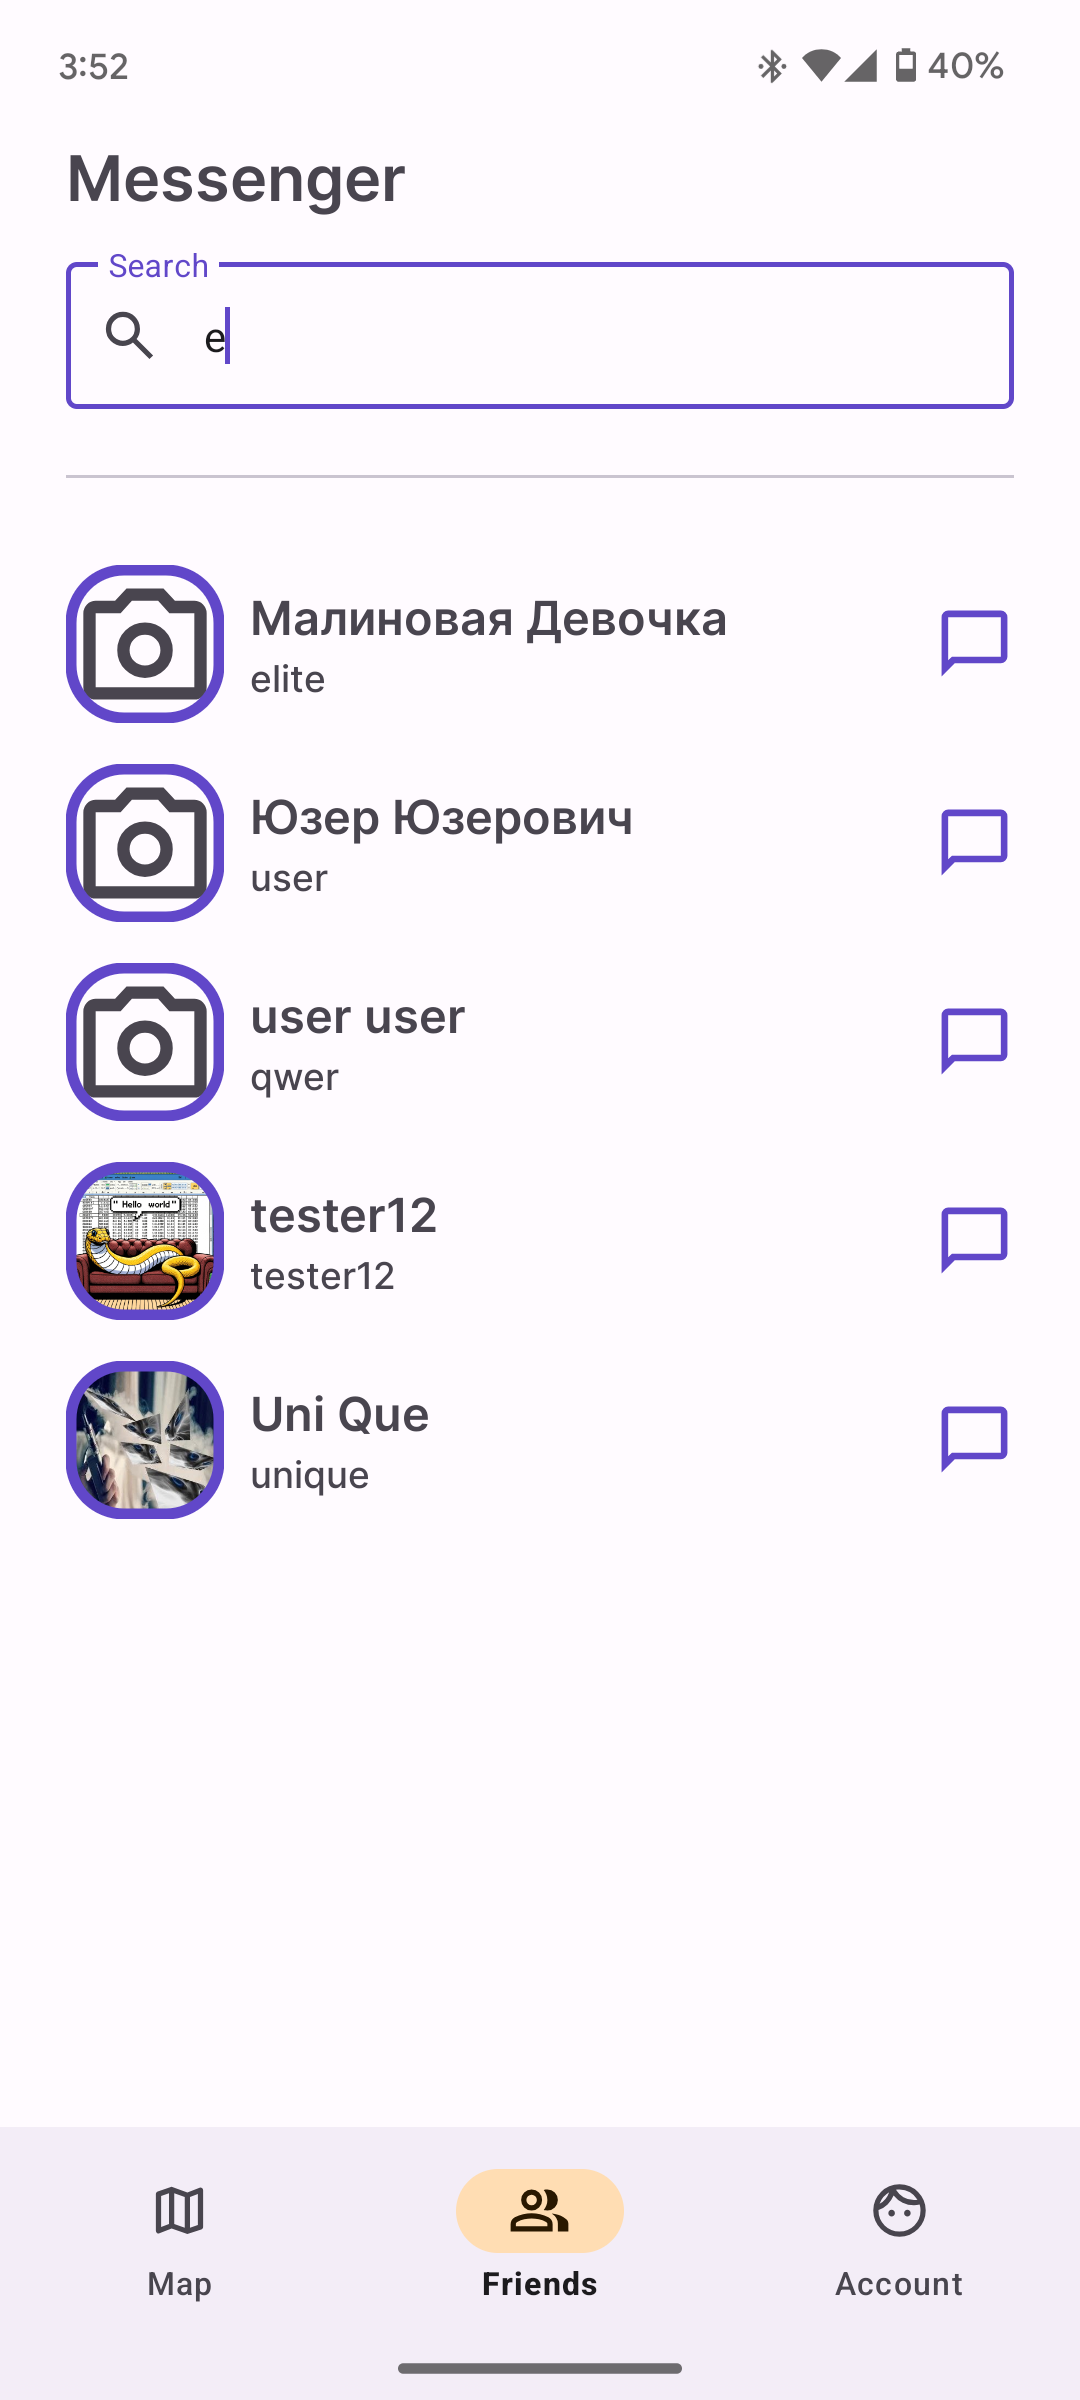 3:52
40%
Messenger
Search
e
Малиновая Девочка
elite
Юзер Юзерович
user
user user
qwer
"Hello world"
tester12
tester12
Uni Que
unique
Map
Friends
Account